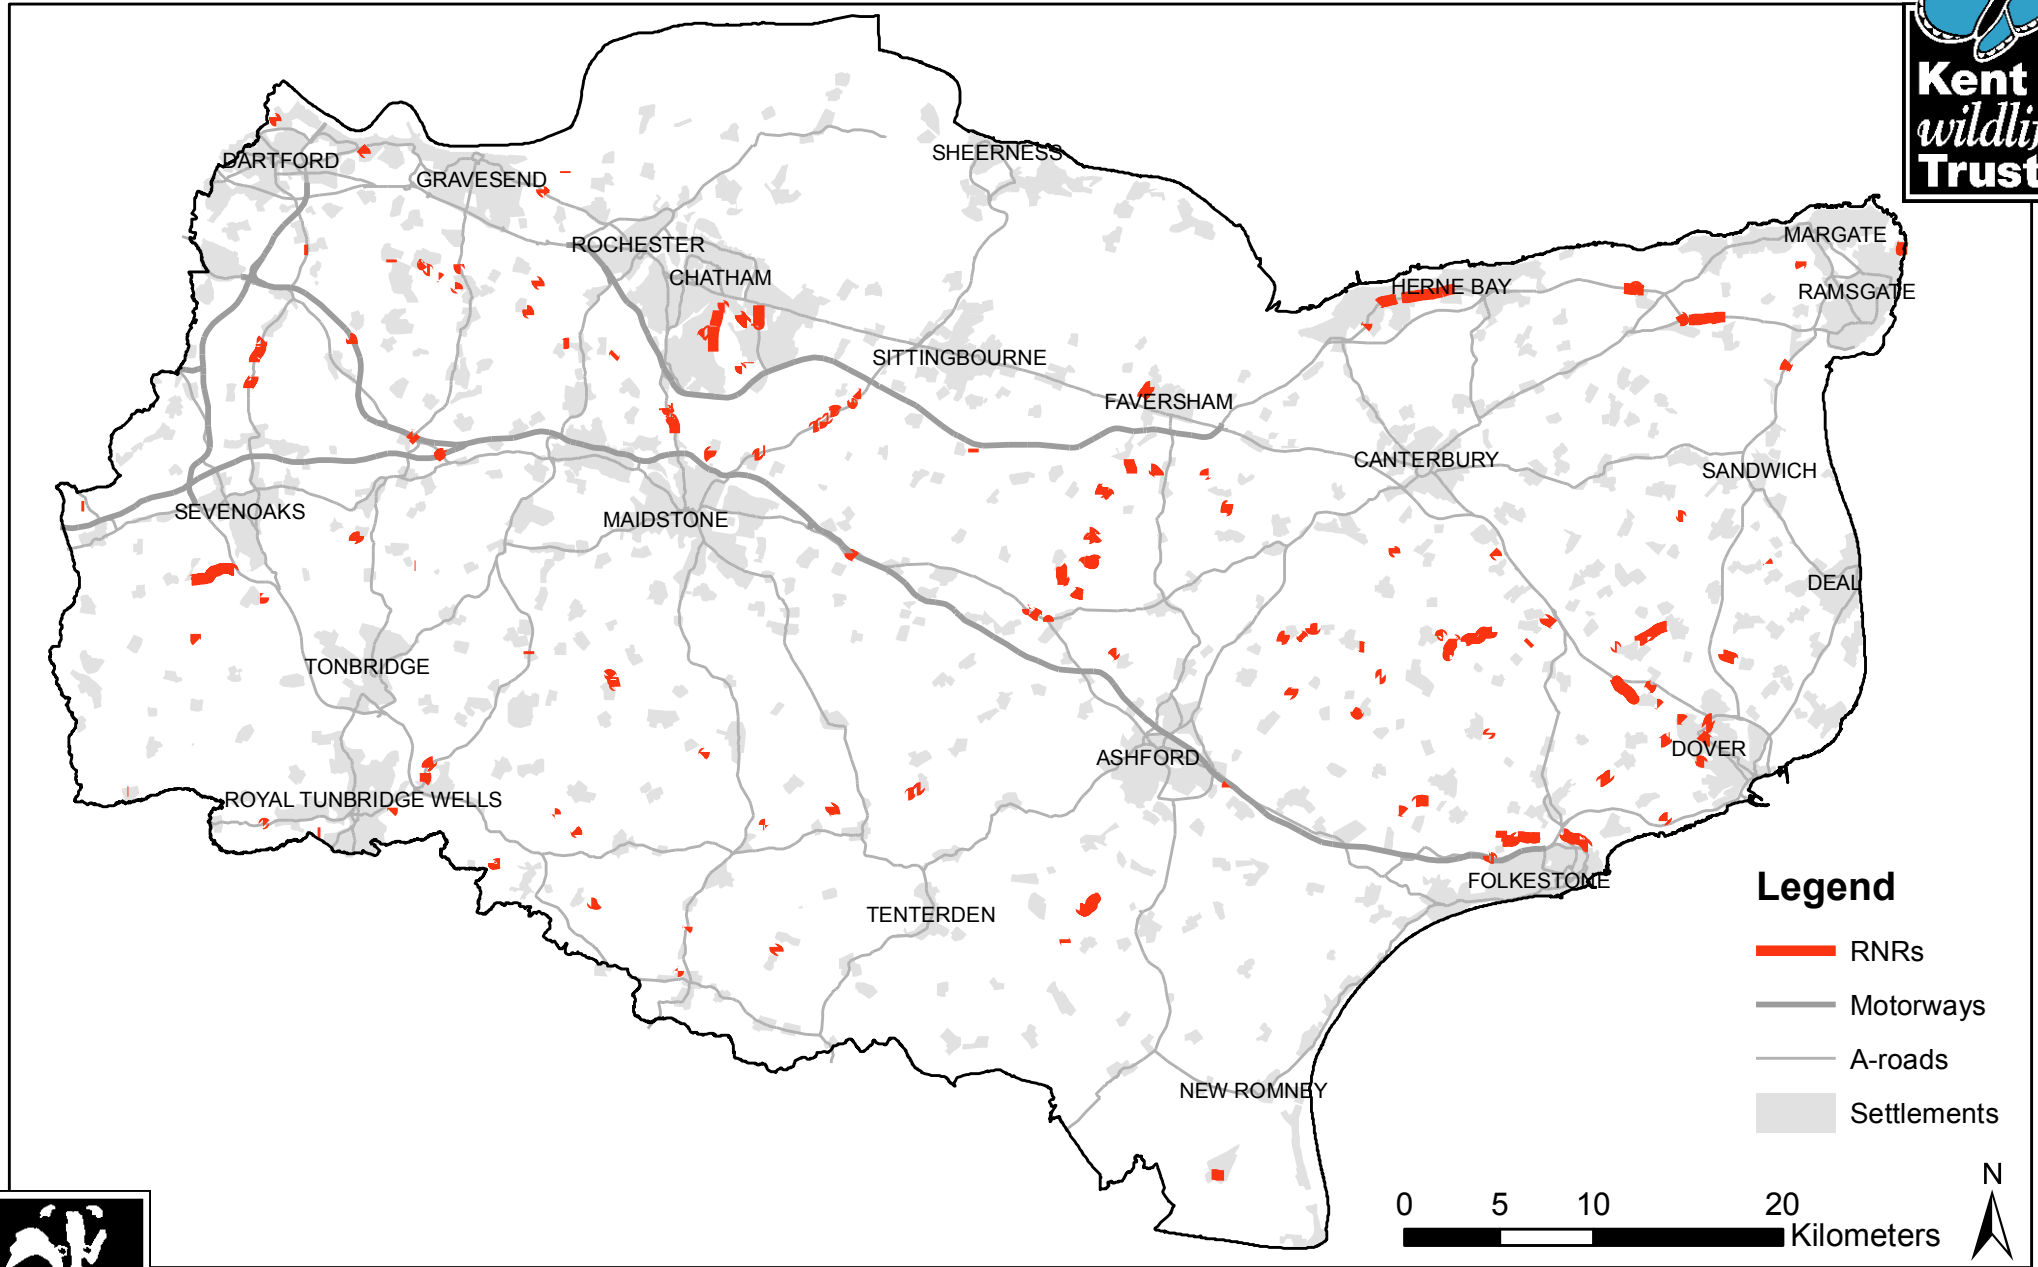 Kent
Trust
DARTFORD
GRAVESEND
SHEERNESS
ROCHESTER
CHATHAM
MARGATE
HERNE BAY
RAMSGATE
SITTINGBOURNE
FAVERSHAM
CANTERBURY
SANDWICH
SEVENOAKS
MAIDSTONE
DEAL
TONBRIDGE
ASHFORD
DOVER
ROYAL TUNBRIDGE WELLS
FOLKESTONE
TENTERDEN
NEW ROMNEY
Legend
RNRs
Motorways
A-roads
Settlements
N
0 5 10 20
Kilometers